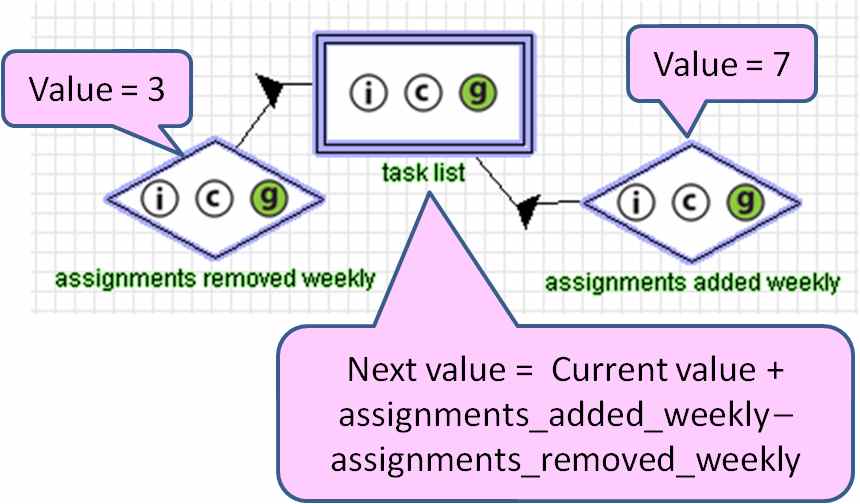 Value = 3
Value = 7
i c g
task list
i c g
i c g
assignments removed weekly
assignments added weekly
Next value = Current value +
assignments_added_weekly–
assignments_removed_weekly